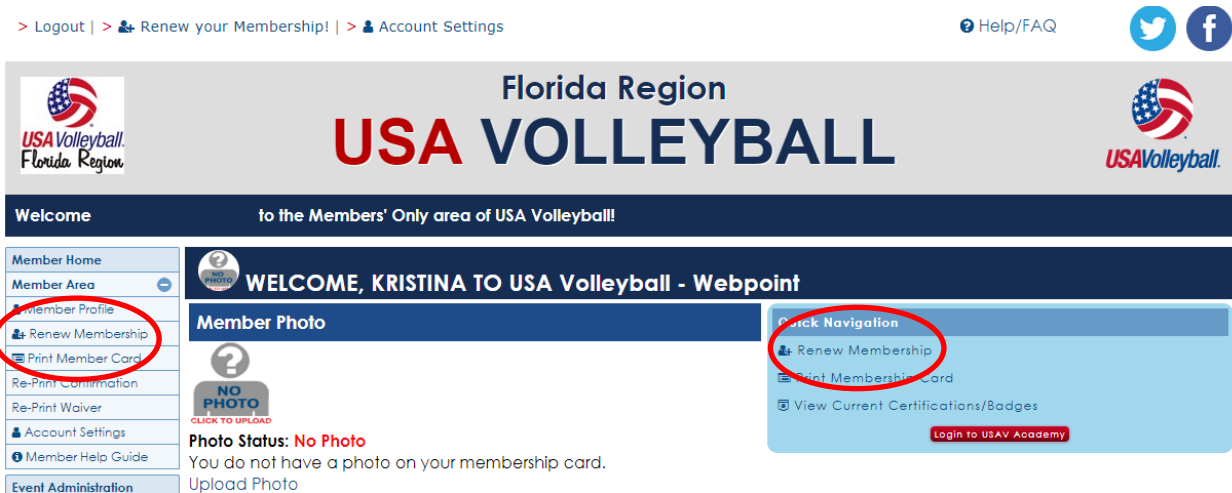 > Logout | > Renew your Membership! | > Account Settings
Help/FAQ
USAVolleyball.
Florida Region
Florida Region
USA VOLLEYBALL
USAVolleyball.
Welcome to the Members' Only area of USA Volleyball!
Member Home
Member Area
Member Profile
Renew Membership
Print Member Card
Re-Print Confirmation
Re-Print Waiver
Account Settings
Member Help Guide
Event Administration
NO
PHOTO
WELCOME, KRISTINA TO USA Volleyball - Webpoint
Member Photo
NO
PHOTO
CLICK TO UPLOAD
Photo Status: No Photo
You do not have a photo on your membership card.
Upload Photo
Quick Navigation
Renew Membership
Print Membership Card
View Current Certifications/Badges
Login to USAV Academy